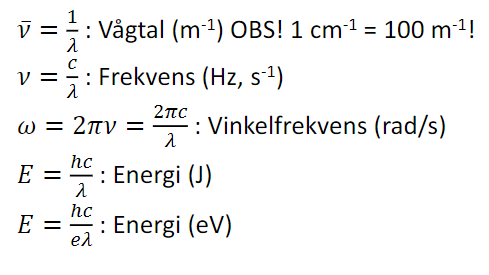 ν̄ = 1/λ : Vågtal (m⁻¹) OBS! 1 cm⁻¹ = 100 m⁻¹!
ν = c/λ : Frekvens (Hz, s⁻¹)
ω = 2πν = 2πc/λ : Vinkelfrekvens (rad/s)
E = hc/λ : Energi (J)
E = hc/eλ : Energi (eV)